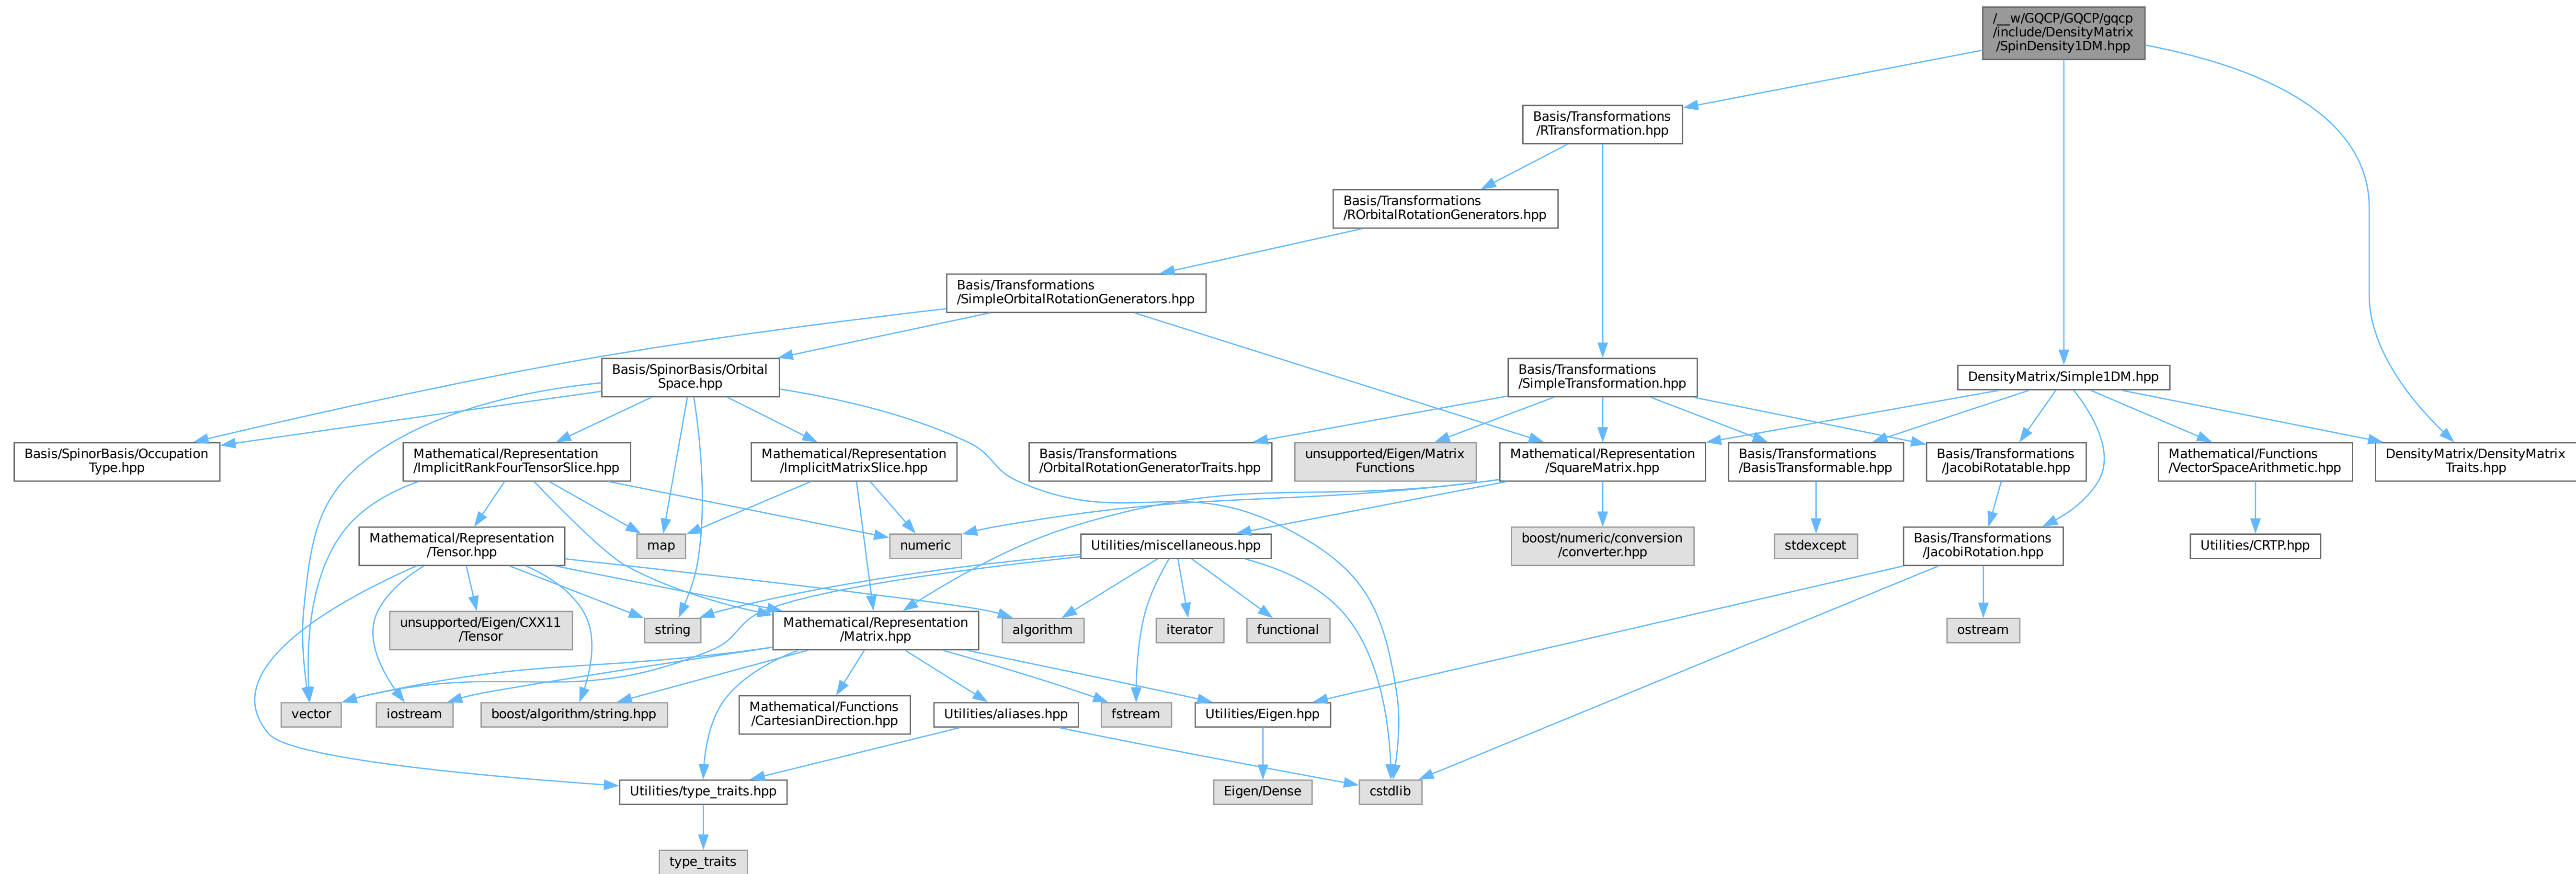 /__w/GQCP/GQCP/gqcp
/include/DensityMatrix
/SpinDensity1DM.hpp
Basis/Transformations
/RTransformation.hpp
Basis/Transformations
/ROrbitalRotationGenerators.hpp
Basis/Transformations
/SimpleOrbitalRotationGenerators.hpp
Basis/SpinorBasis/Orbital
Space.hpp
Basis/Transformations
/SimpleTransformation.hpp
DensityMatrix/Simple1DM.hpp
Basis/SpinorBasis/Occupation
Type.hpp
Mathematical/Representation
/ImplicitRankFourTensorSlice.hpp
Mathematical/Representation
/ImplicitMatrixSlice.hpp
Basis/Transformations
/OrbitalRotationGeneratorTraits.hpp
unsupported/Eigen/Matrix
Functions
Mathematical/Representation
/SquareMatrix.hpp
Basis/Transformations
/BasisTransformable.hpp
Basis/Transformations
/JacobiRotatable.hpp
Mathematical/Functions
/VectorSpaceArithmetic.hpp
DensityMatrix/DensityMatrix
Traits.hpp
Mathematical/Representation
/Tensor.hpp
map
numeric
Utilities/miscellaneous.hpp
boost/numeric/conversion
/converter.hpp
stdexcept
Basis/Transformations
/JacobiRotation.hpp
Utilities/CRTP.hpp
unsupported/Eigen/CXX11
/Tensor
string
Mathematical/Representation
/Matrix.hpp
algorithm
iterator
functional
ostream
vector
iostream
boost/algorithm/string.hpp
Mathematical/Functions
/CartesianDirection.hpp
Utilities/aliases.hpp
fstream
Utilities/Eigen.hpp
Utilities/type_traits.hpp
Eigen/Dense
cstdlib
type_traits